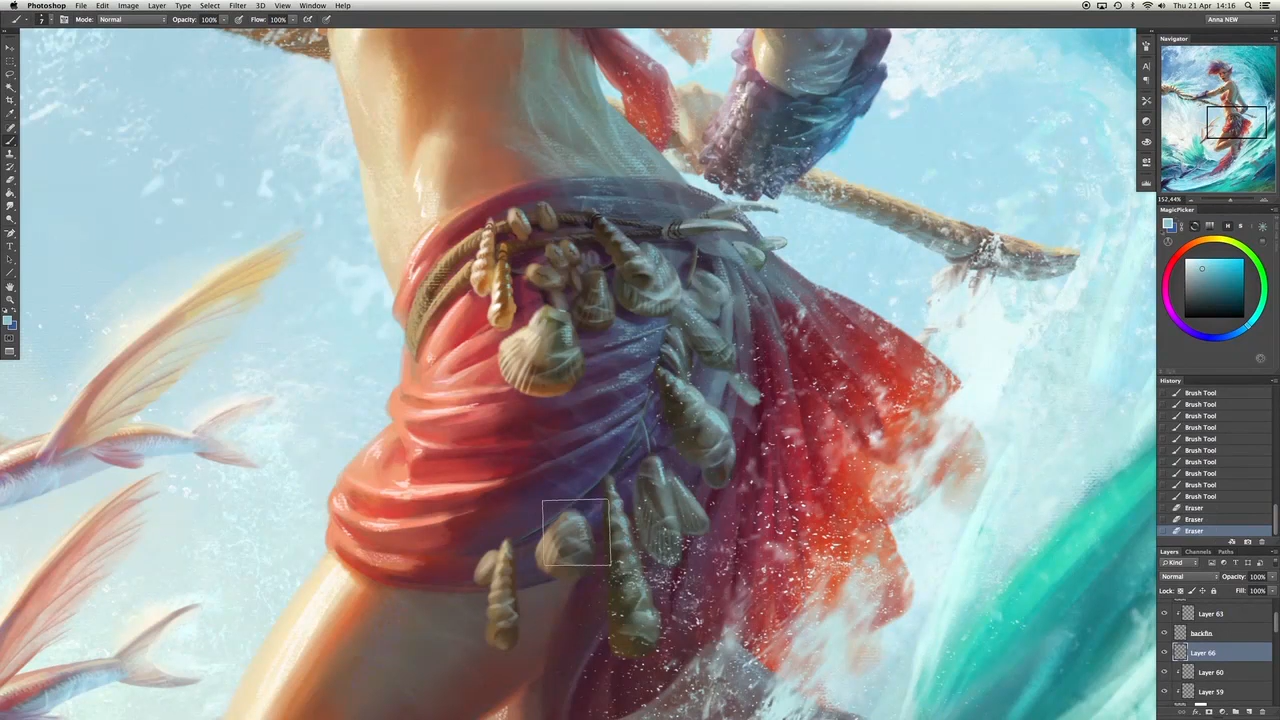 Photoshop File Edit Image Layer Type Select Filter 3D View Window Help Thu 21 Apr 14:16
Mode: Normal Opacity: 100% Flow: 100% Anna NEW
Navigator
152,44%
MagicPicker
H S
History
Brush Tool
Brush Tool
Brush Tool
Brush Tool
Brush Tool
Brush Tool
Brush Tool
Brush Tool
Brush Tool
Brush Tool
Eraser
Eraser
Eraser
Layers Channels Paths
Kind
Normal Opacity: 100%
Lock: Fill: 100%
Layer 63
backfin
Layer 66
Layer 60
Layer 59